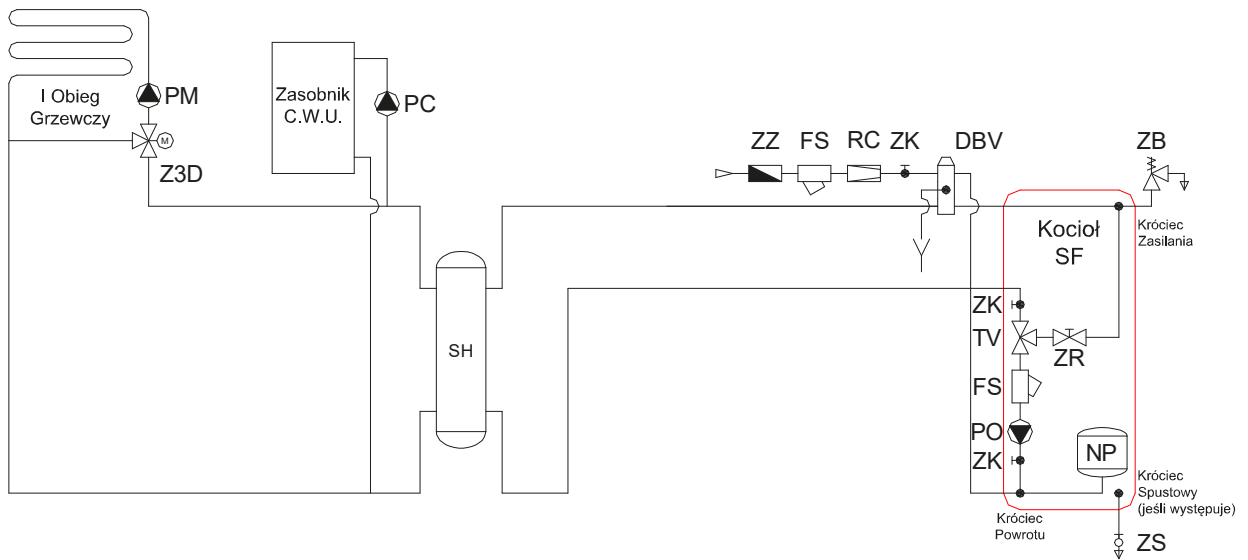 I Obieg
Grzewczy
PM
M
Z3D
Zasobnik
C.W.U.
PC
SH
ZZ
FS
RC
ZK
DBV
ZB
Króciec
Zasilania
Kocioł
SF
ZK
TV
ZR
FS
PO
ZK
NP
Króciec
Powrotu
Króciec
Spustowy
(jeśli występuje)
ZS